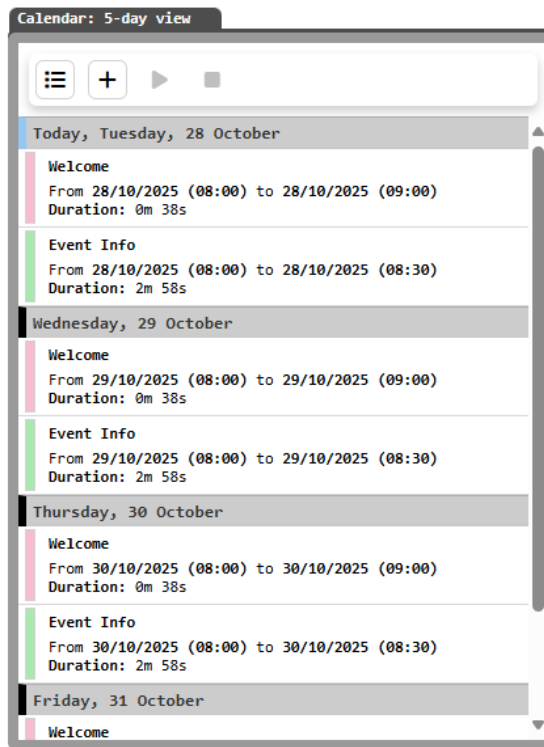 Calendar: 5-day view
Today, Tuesday, 28 October
Welcome
From 28/10/2025 (08:00) to 28/10/2025 (09:00)
Duration: 0m 38s
Event Info
From 28/10/2025 (08:00) to 28/10/2025 (08:30)
Duration: 2m 58s
Wednesday, 29 October
Welcome
From 29/10/2025 (08:00) to 29/10/2025 (09:00)
Duration: 0m 38s
Event Info
From 29/10/2025 (08:00) to 29/10/2025 (08:30)
Duration: 2m 58s
Thursday, 30 October
Welcome
From 30/10/2025 (08:00) to 30/10/2025 (09:00)
Duration: 0m 38s
Event Info
From 30/10/2025 (08:00) to 30/10/2025 (08:30)
Duration: 2m 58s
Friday, 31 October
Welcome